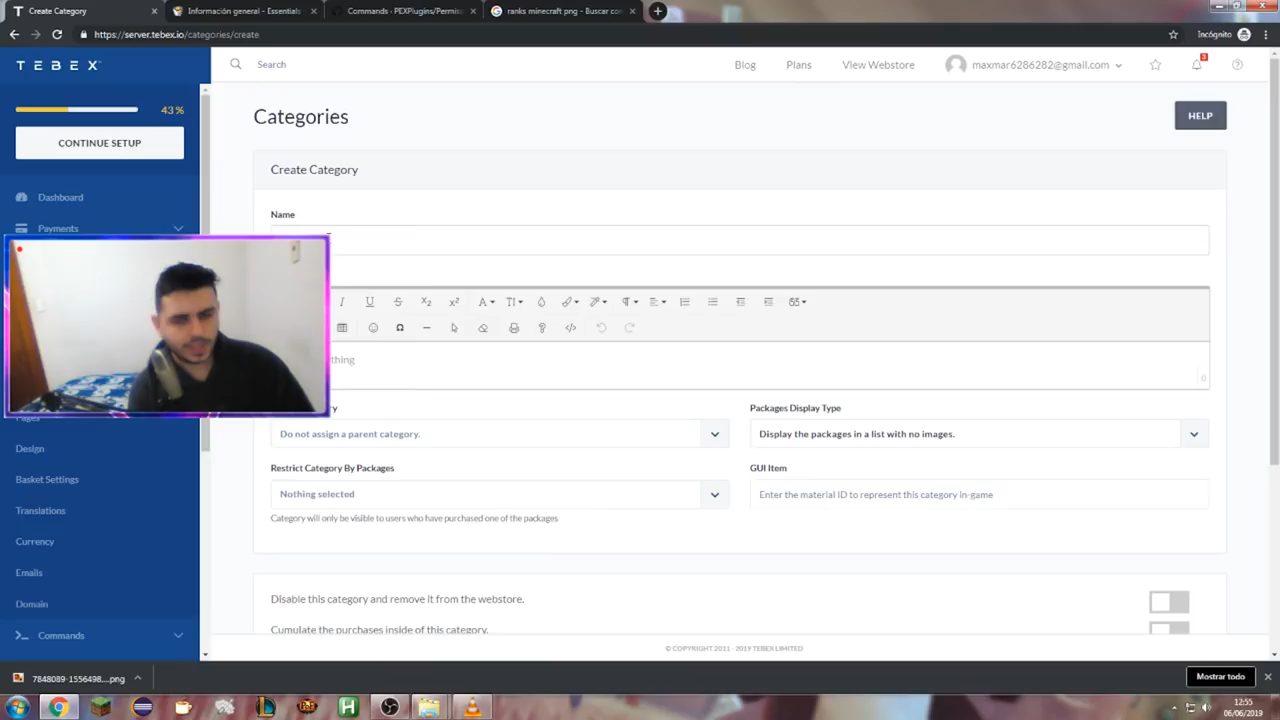 Create Category
Información general - Essentials
Commands · PEXPlugins/Permiss
ranks minecraft png - Buscar con
https://server.tebex.io/categories/create
Incógnito
TEBEX
Search
Blog
Plans
View Webstore
maxmar6286282@gmail.com
3
43 %
CONTINUE SETUP
Dashboard
Payments
Pages
Design
Basket Settings
Translations
Currency
Emails
Domain
Commands
Categories
HELP
Create Category
Name
0
Do not assign a parent category.
Packages Display Type
Display the packages in a list with no images.
Restrict Category By Packages
Nothing selected
Category will only be visible to users who have purchased one of the packages
GUI Item
Enter the material ID to represent this category in-game
Disable this category and remove it from the webstore.
Cumulate the purchases inside of this category.
© COPYRIGHT 2011 - 2019 TEBEX LIMITED
7848089-1556498....png
Mostrar todo
12:55
06/06/2019